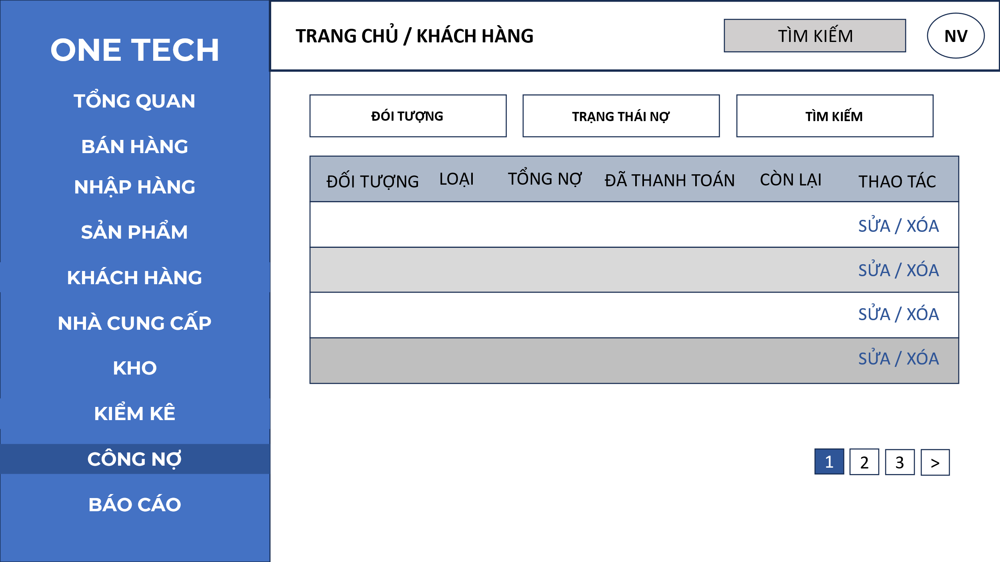 ONE TECH
TỔNG QUAN
BÁN HÀNG
NHẬP HÀNG
SẢN PHẨM
KHÁCH HÀNG
NHÀ CUNG CẤP
KHO
KIỂM KÊ
CÔNG NỢ
BÁO CÁO
TRANG CHỦ / KHÁCH HÀNG
TÌM KIẾM
NV
ĐÓI TƯỢNG
TRẠNG THÁI NỢ
TÌM KIẾM
ĐỐI TƯỢNG LOẠI TỔNG NỢ ĐÃ THANH TOÁN CÒN LẠI THAO TÁC
SỬA / XÓA
SỬA / XÓA
SỬA / XÓA
SỬA / XÓA
1 2 3 >